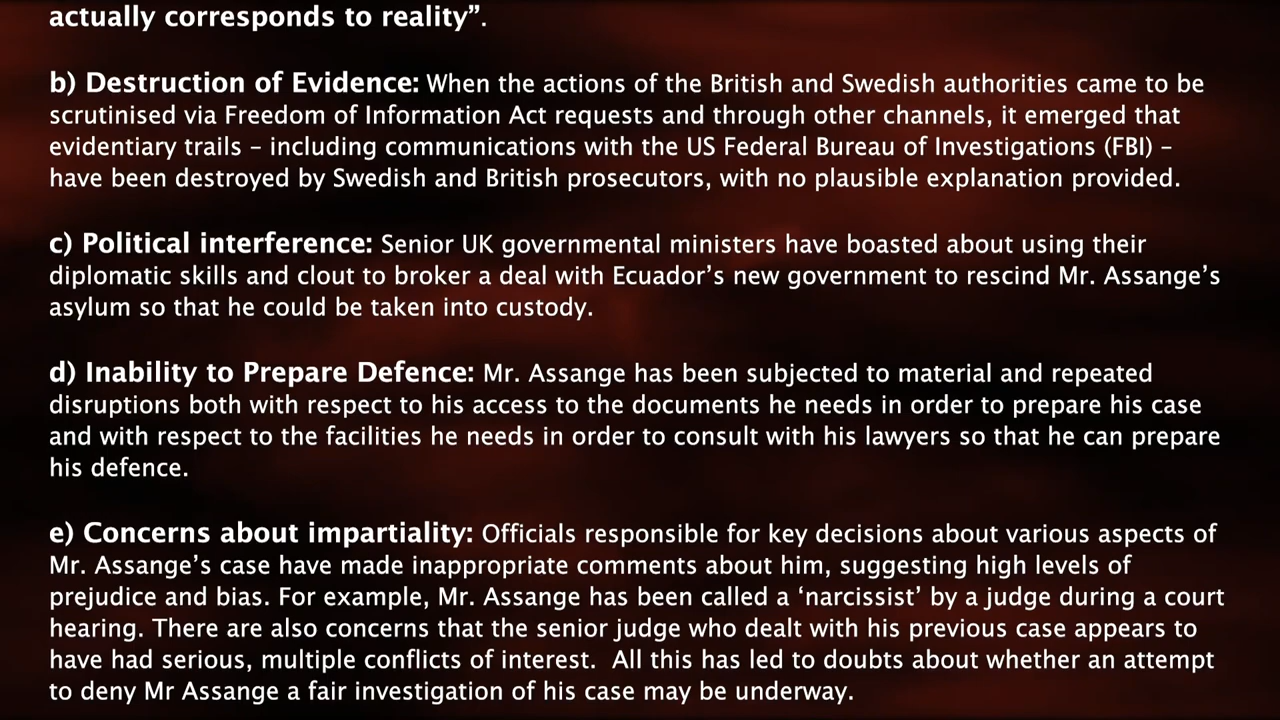 actually corresponds to reality”.
b) Destruction of Evidence: When the actions of the British and Swedish authorities came to be
scrutinised via Freedom of Information Act requests and through other channels, it emerged that
evidentiary trails – including communications with the US Federal Bureau of Investigations (FBI) –
have been destroyed by Swedish and British prosecutors, with no plausible explanation provided.
c) Political interference: Senior UK governmental ministers have boasted about using their
diplomatic skills and clout to broker a deal with Ecuador’s new government to rescind Mr. Assange’s
asylum so that he could be taken into custody.
d) Inability to Prepare Defence: Mr. Assange has been subjected to material and repeated
disruptions both with respect to his access to the documents he needs in order to prepare his case
and with respect to the facilities he needs in order to consult with his lawyers so that he can prepare
his defence.
e) Concerns about impartiality: Officials responsible for key decisions about various aspects of
Mr. Assange’s case have made inappropriate comments about him, suggesting high levels of
prejudice and bias. For example, Mr. Assange has been called a ‘narcissist’ by a judge during a court
hearing. There are also concerns that the senior judge who dealt with his previous case appears to
have had serious, multiple conflicts of interest.  All this has led to doubts about whether an attempt
to deny Mr Assange a fair investigation of his case may be underway.